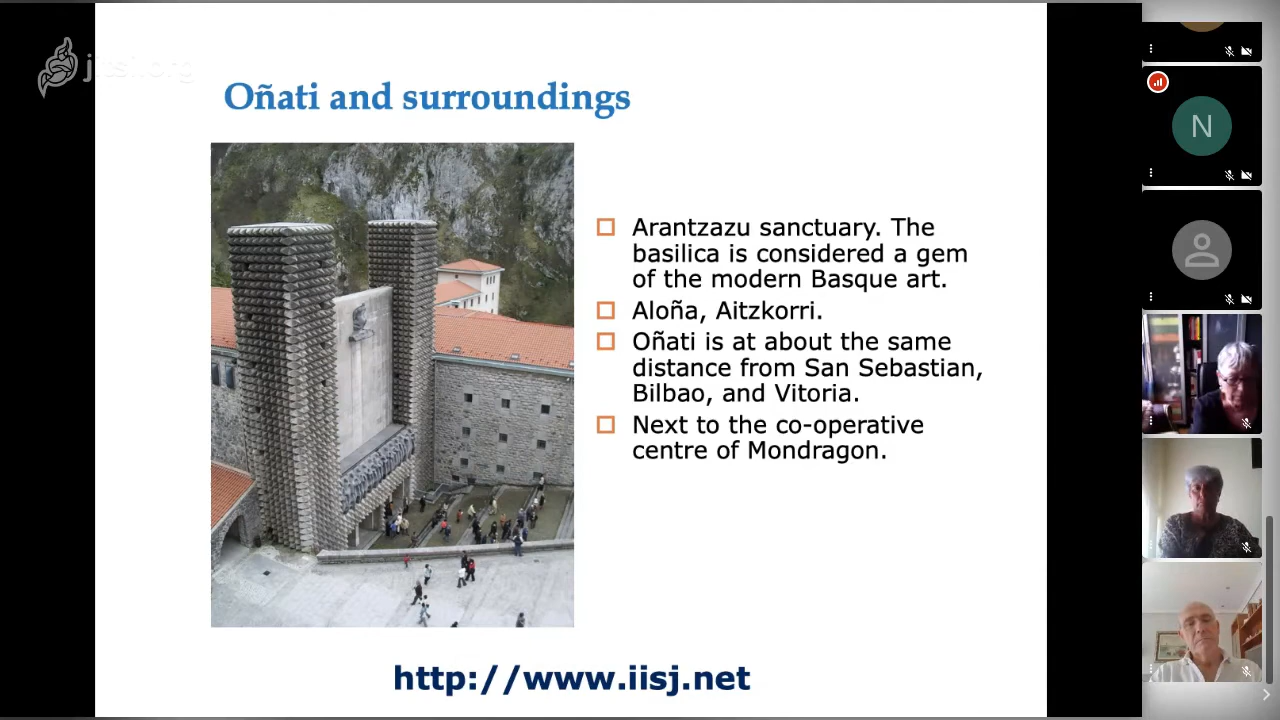 jitsi.org
Oñati and surroundings
Arantzazu sanctuary. The
basilica is considered a gem
of the modern Basque art.
Aloña, Aitzkorri.
Oñati is at about the same
distance from San Sebastian,
Bilbao, and Vitoria.
Next to the co-operative
centre of Mondragon.
http://www.iisj.net
N